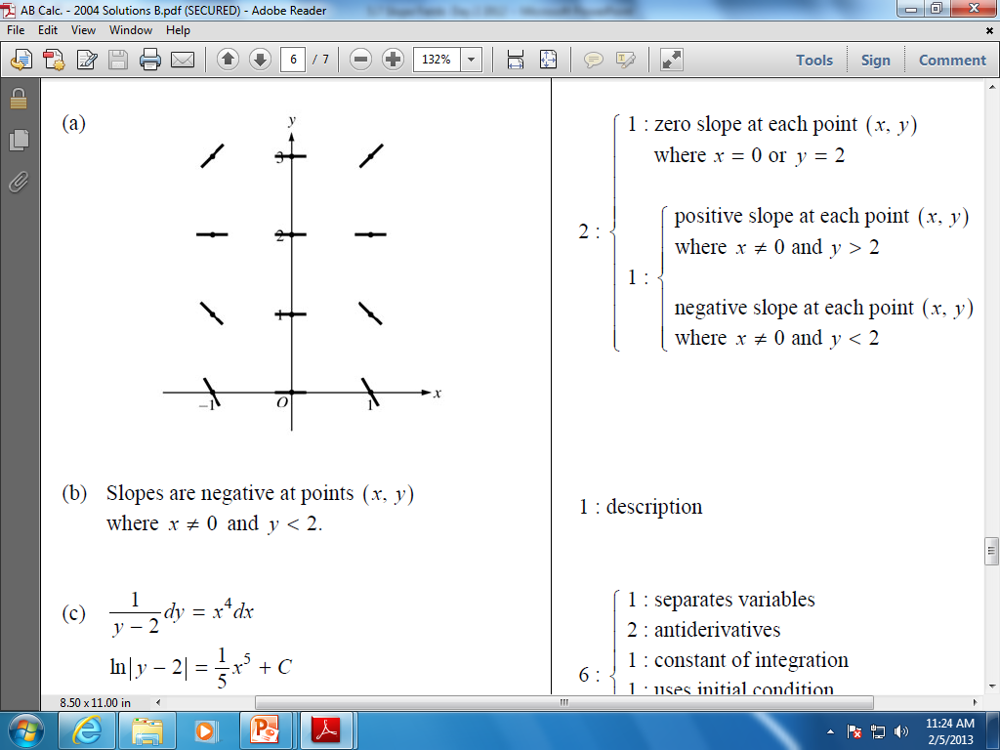 AB Calc. - 2004 Solutions B.pdf (SECURED) - Adobe Reader
File Edit View Window Help
6 / 7 132% Tools Sign Comment
(a)
y
3
2
1
−1 O 1 x
1 : zero slope at each point (x, y)
where x = 0 or y = 2
2 :
positive slope at each point (x, y)
where x ≠ 0 and y > 2
1 :
negative slope at each point (x, y)
where x ≠ 0 and y < 2
(b) Slopes are negative at points (x, y)
where x ≠ 0 and y < 2.
1 : description
(c) 1/(y − 2) dy = x⁴dx
ln|y − 2| = 1/5 x⁵ + C
6 :
1 : separates variables
2 : antiderivatives
1 : constant of integration
1 : uses initial condition
8.50 x 11.00 in
11:24 AM
2/5/2013